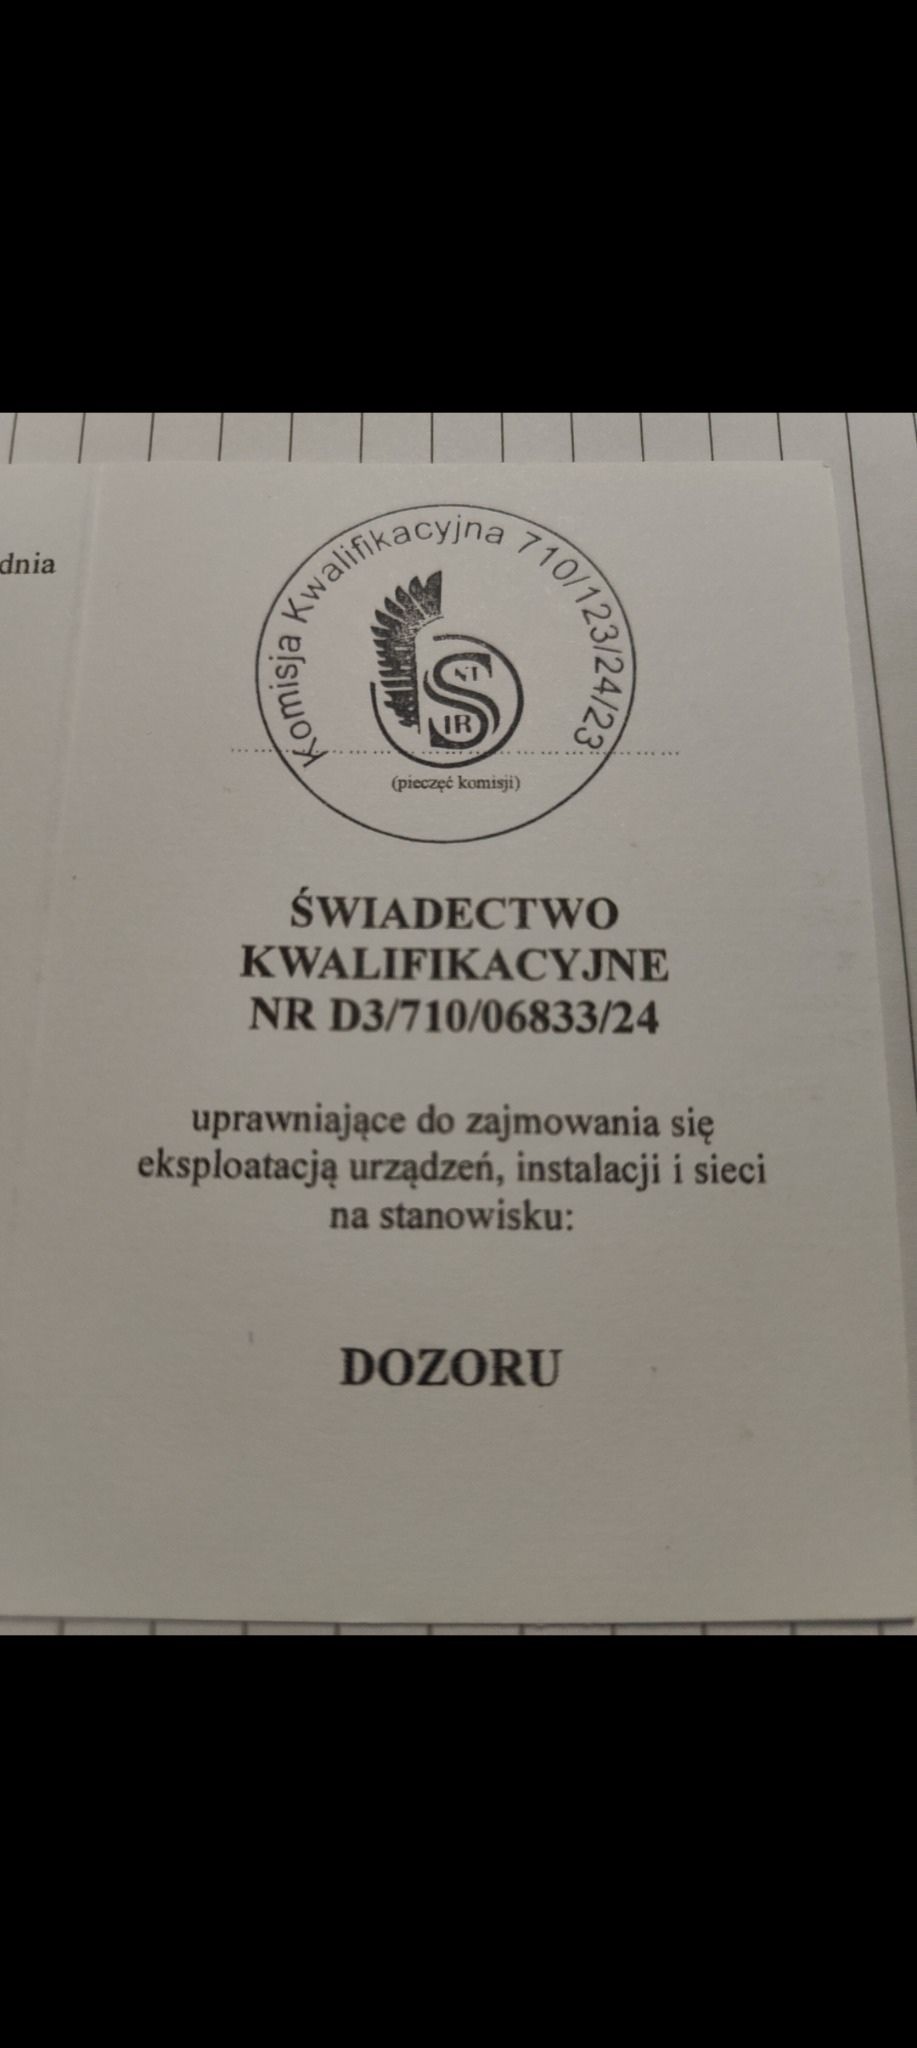 dnia
Komisja Kwalifikacyjna 710/123/24/23
S
NT
IR
(pieczęć komisji)
ŚWIADECTWO
KWALIFIKACYJNE
NR D3/710/06833/24
uprawniające do zajmowania się
eksploatacją urządzeń, instalacji i sieci
na stanowisku:
DOZORU